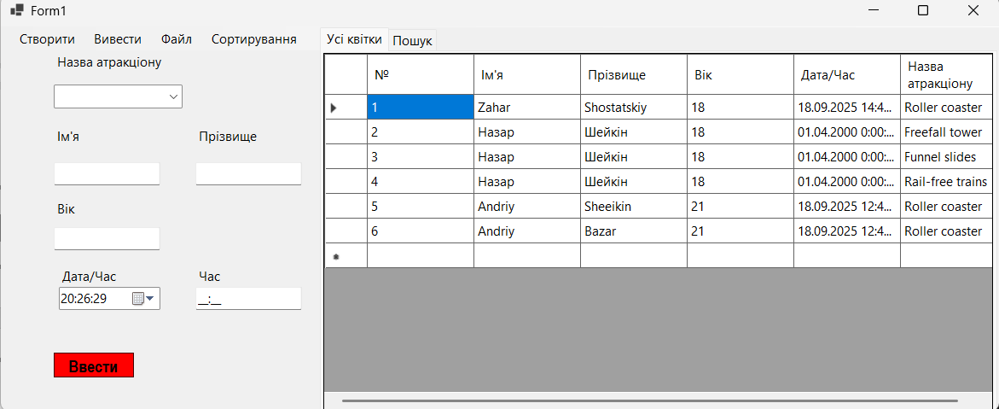 Form1
Створити Вивести Файл Сортирування
Усі квітки Пошук
Назва атракціону
Ім'я Прізвище
Вік
Дата/Час Час
20:26:29 __:__
Ввести
№ Ім'я Прізвище Вік Дата/Час Назва атракціону
1 Zahar Shostatskiy 18 18.09.2025 14:4... Roller coaster
2 Назар Шейкін 18 01.04.2000 0:00:... Freefall tower
3 Назар Шейкін 18 01.04.2000 0:00:... Funnel slides
4 Назар Шейкін 18 01.04.2000 0:00:... Rail-free trains
5 Andriy Sheeikin 21 18.09.2025 12:4... Roller coaster
6 Andriy Bazar 21 18.09.2025 12:4... Roller coaster